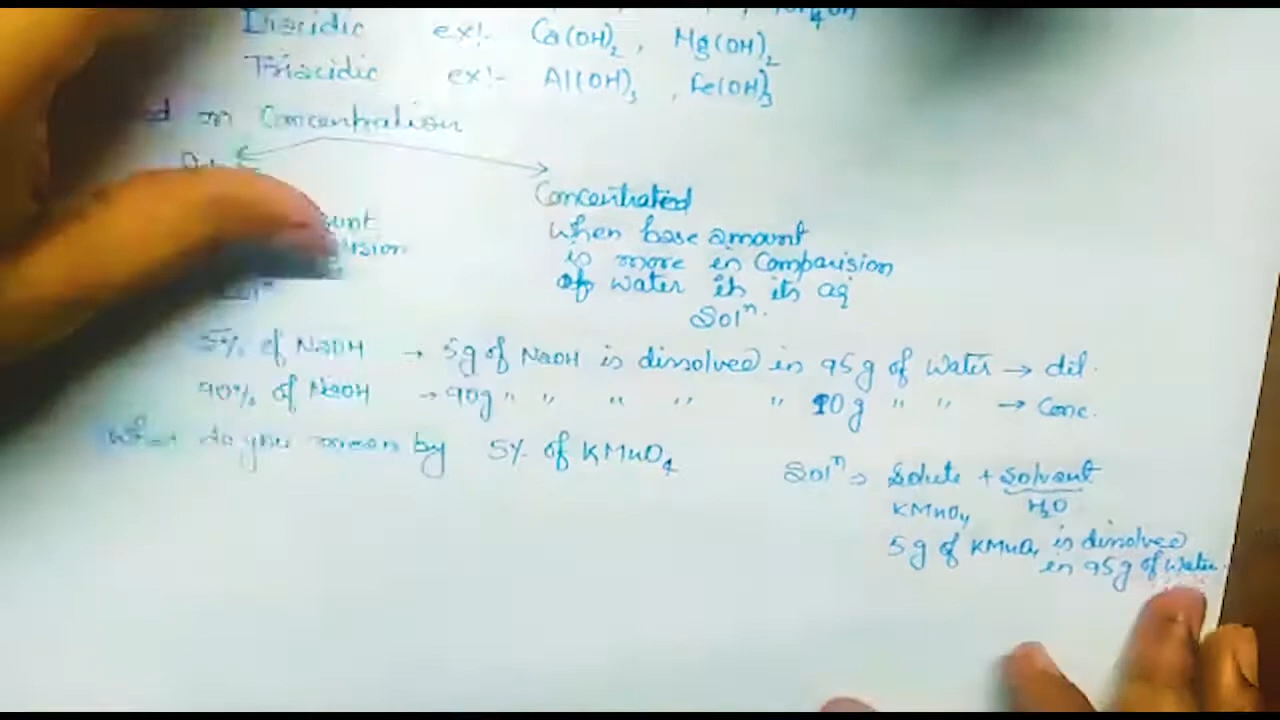 NH4OH
Diacidic ex!- Ca(OH)2 , Mg(OH)2
Triacidic ex!- Al(OH)3 , Fe(OH)3
on Concentration
Concentrated
when base amount
is more in Comparision
of water in its aq
Solⁿ.
5% of NaOH → 5g of NaOH is dissolved in 95g of Water → dil.
90% of NaOH → 90g " " " " " 10g " " → Conc.
What do you mean by 5% of KMnO4
Solⁿ ⇒ Solute + Solvent
KMnO4 H2O
5g of KMnO4 is dissolved
in 95g of Water.